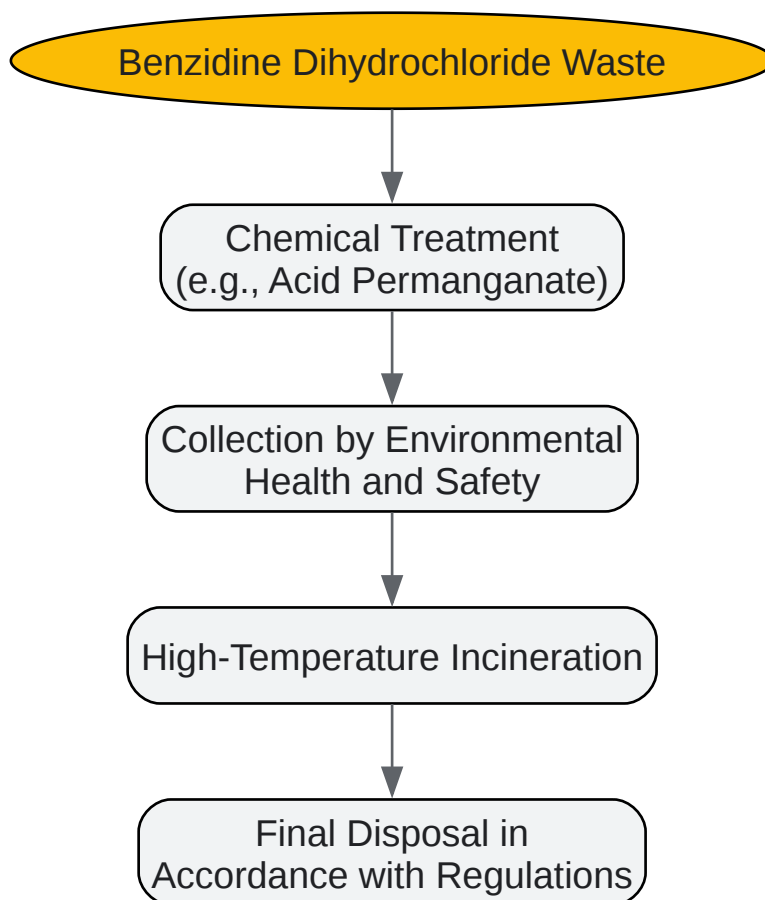 Benzidine Dihydrochloride Waste
Chemical Treatment
(e.g., Acid Permanganate)
Collection by Environmental
Health and Safety
High-Temperature Incineration
Final Disposal in
Accordance with Regulations